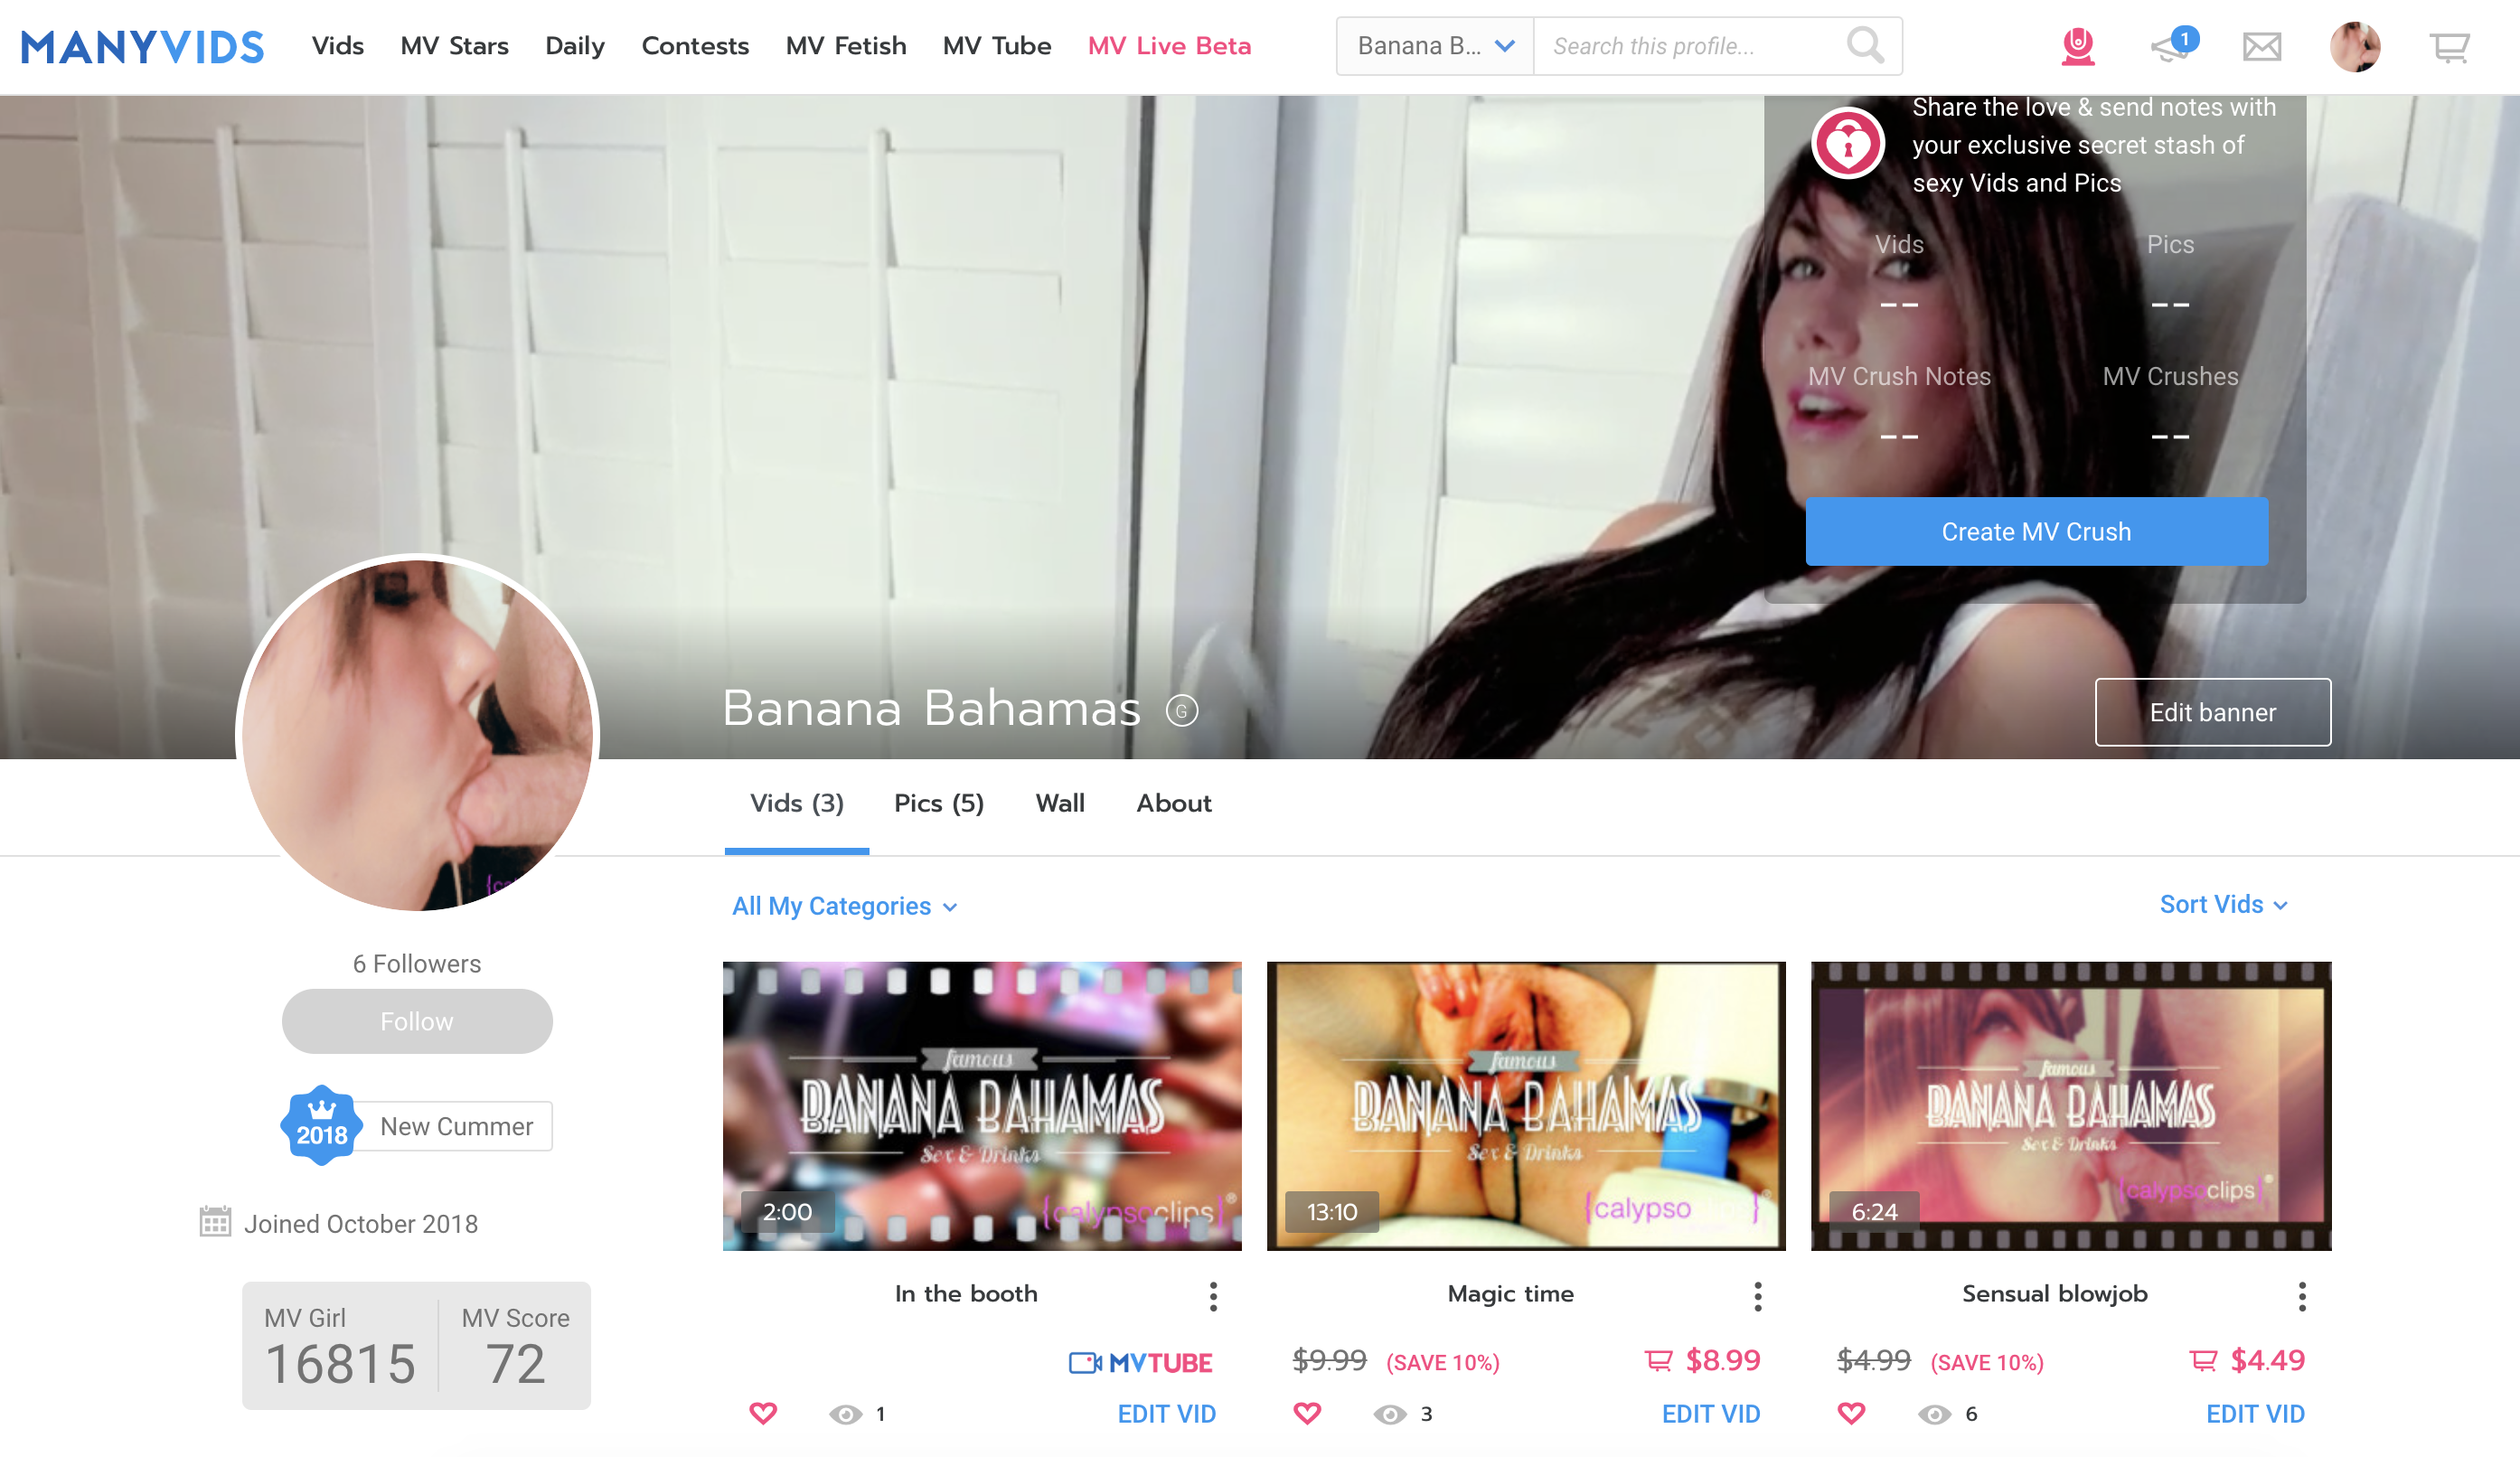 MANYVIDS
Vids
MV Stars
Daily
Contests
MV Fetish
MV Tube
MV Live Beta
Banana B...
Search this profile...
1
Share the love & send notes with
your exclusive secret stash of
sexy Vids and Pics
Vids
Pics
--
--
MV Crush Notes
MV Crushes
--
--
Create MV Crush
Banana Bahamas G
Edit banner
Vids (3)
Pics (5)
Wall
About
All My Categories
Sort Vids
6 Followers
Follow
2018
New Cummer
Joined October 2018
MV Girl
16815
MV Score
72
famous
BANANA BAHAMAS
Sex & Drinks
{calypsoclips}®
2:00
In the booth
MVTUBE
1
EDIT VID
famous
BANANA BAHAMAS
Sex & Drinks
{calypso }
13:10
Magic time
$9.99 (SAVE 10%)
$8.99
3
EDIT VID
famous
BANANA BAHAMAS
Sex & Drinks
{calypsoclips}®
6:24
Sensual blowjob
$4.99 (SAVE 10%)
$4.49
6
EDIT VID